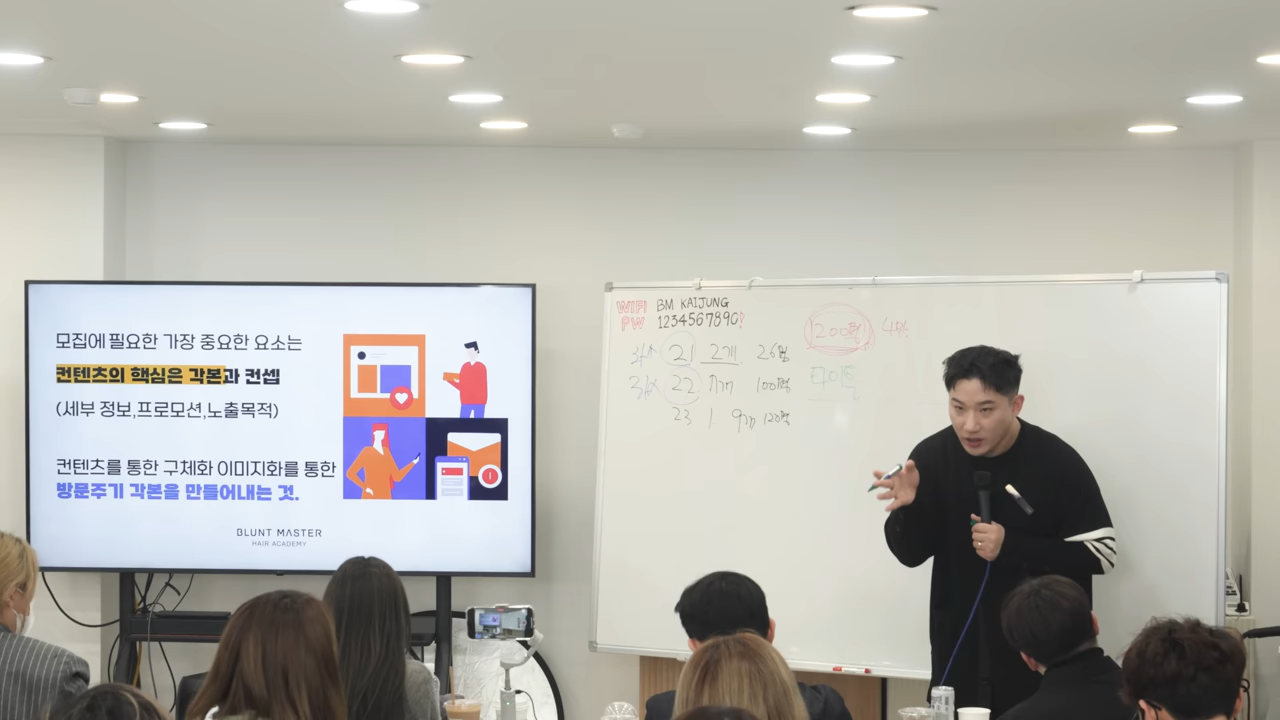 모집에 필요한 가장 중요한 요소는
컨텐츠의 핵심은 각본과 컨셉
(세부 정보,프로모션,노출목적)
컨텐츠를 통한 구체화 이미지화를 통한
방문주기 각본을 만들어내는 것.
BLUNT MASTER
HAIR ACADEMY
WIFI BM KAIJUNG
PW 1234567890!
21 2개 26명
22 7개 100명
23 1 9개 120명
1200명